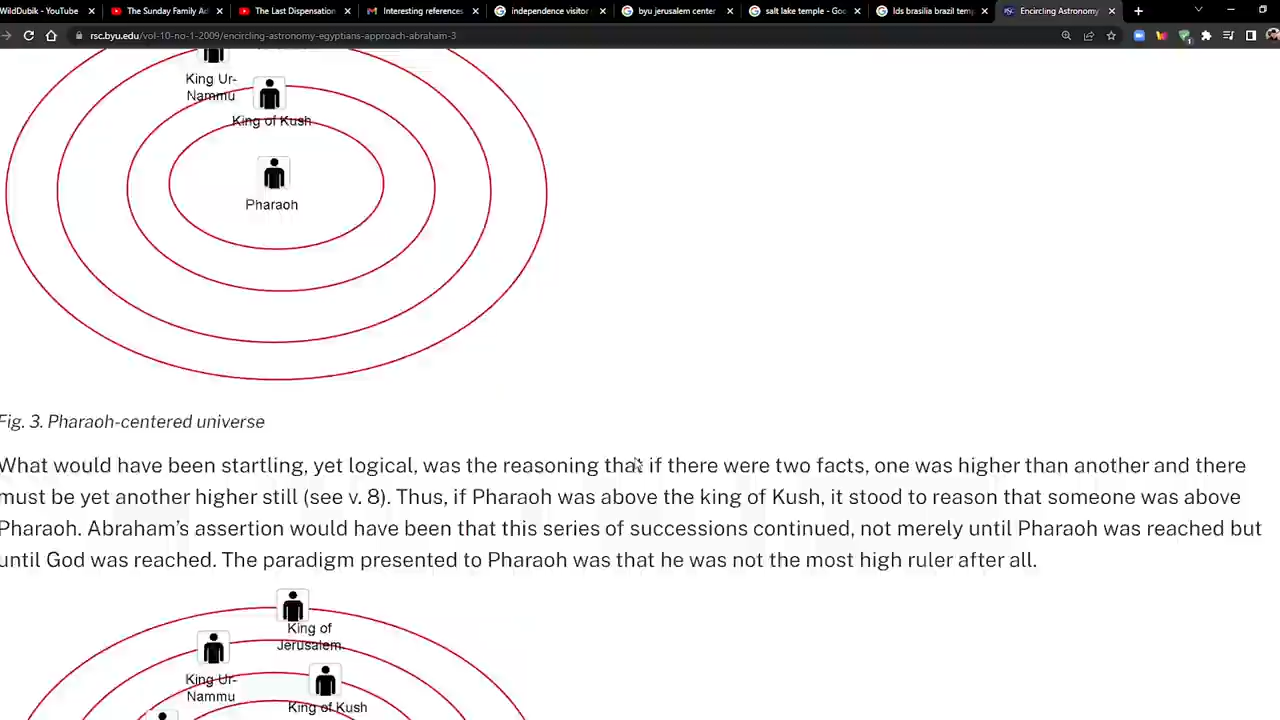 WildDubik - YouTube
The Sunday Family Ad
The Last Dispensation
Interesting references
independence visitor
byu jerusalem center
salt lake temple - Goo
lds brasilia brazil temp
Encircling Astronomy
rsc.byu.edu/vol-10-no-1-2009/encircling-astronomy-egyptians-approach-abraham-3
King Ur-
Nammu
King of Kush
Pharaoh
Fig. 3. Pharaoh-centered universe
What would have been startling, yet logical, was the reasoning that if there were two facts, one was higher than another and there
must be yet another higher still (see v. 8). Thus, if Pharaoh was above the king of Kush, it stood to reason that someone was above
Pharaoh. Abraham’s assertion would have been that this series of successions continued, not merely until Pharaoh was reached but
until God was reached. The paradigm presented to Pharaoh was that he was not the most high ruler after all.
King of
Jerusalem
King Ur-
Nammu
King of Kush